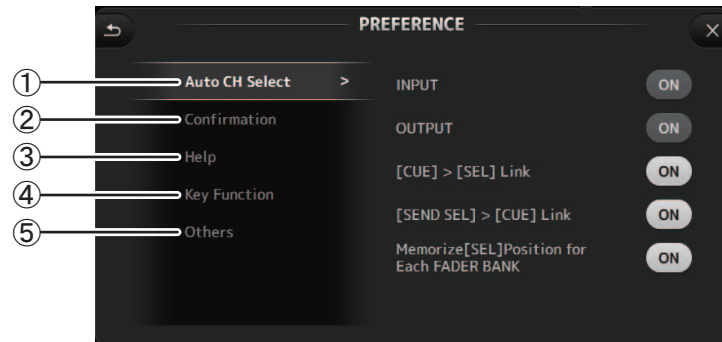 PREFERENCE
① Auto CH Select >
② Confirmation
③ Help
④ Key Function
⑤ Others
INPUT ON
OUTPUT ON
[CUE] > [SEL] Link ON
[SEND SEL] > [CUE] Link ON
Memorize[SEL]Position for
Each FADER BANK ON